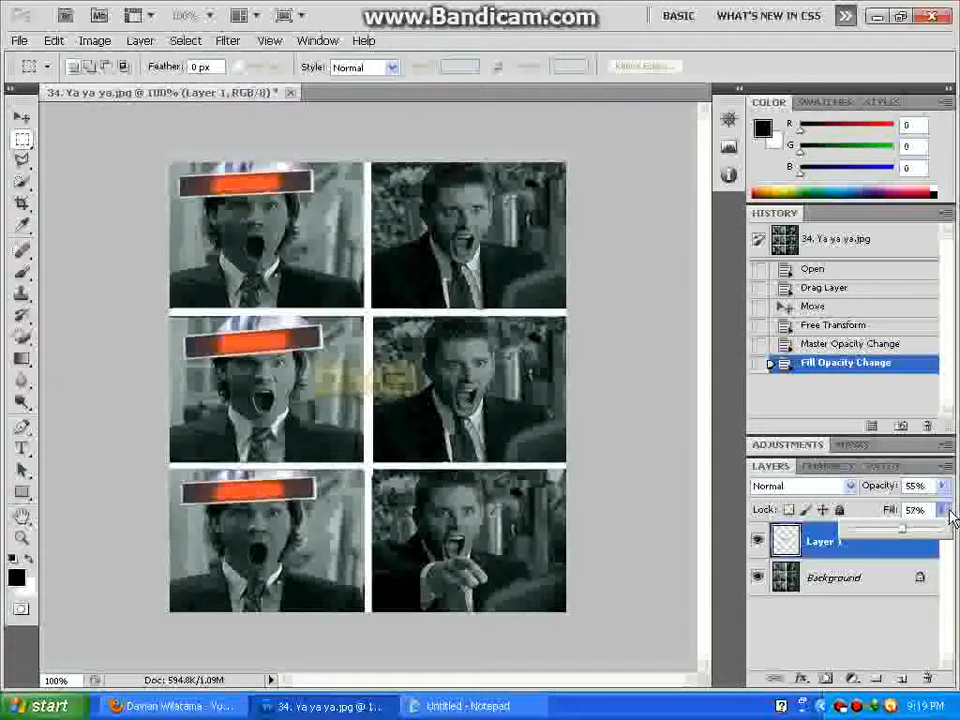 www.Bandicam.com
100%
BASIC
WHAT'S NEW IN CS5
File Edit Image Layer Select Filter View Window Help
Feather: 0 px
Style: Normal
Refine Edge...
34. Ya ya ya.jpg @ 100% (Layer 1, RGB/8) *
COLOR SWATCHES STYLES
R 0
G 0
B 0
HISTORY
34. Ya ya ya.jpg
Open
Drag Layer
Move
Free Transform
Master Opacity Change
Fill Opacity Change
ADJUSTMENTS MASKS
LAYERS CHANNELS PATHS
Normal Opacity: 55%
Lock: Fill: 57%
Layer 1
Background
100% Doc: 594.8K/1.09M
start
Davian Wilatama - Yo...
34. Ya ya ya.jpg @ 1...
Untitled - Notepad
9:19 PM